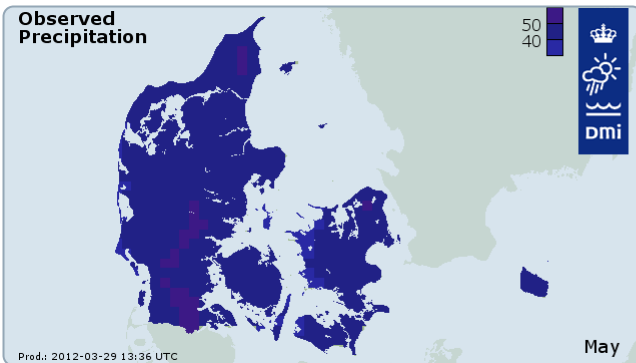 Observed
Precipitation
50
40
DMI
May
Prod.: 2012-03-29 13:36 UTC